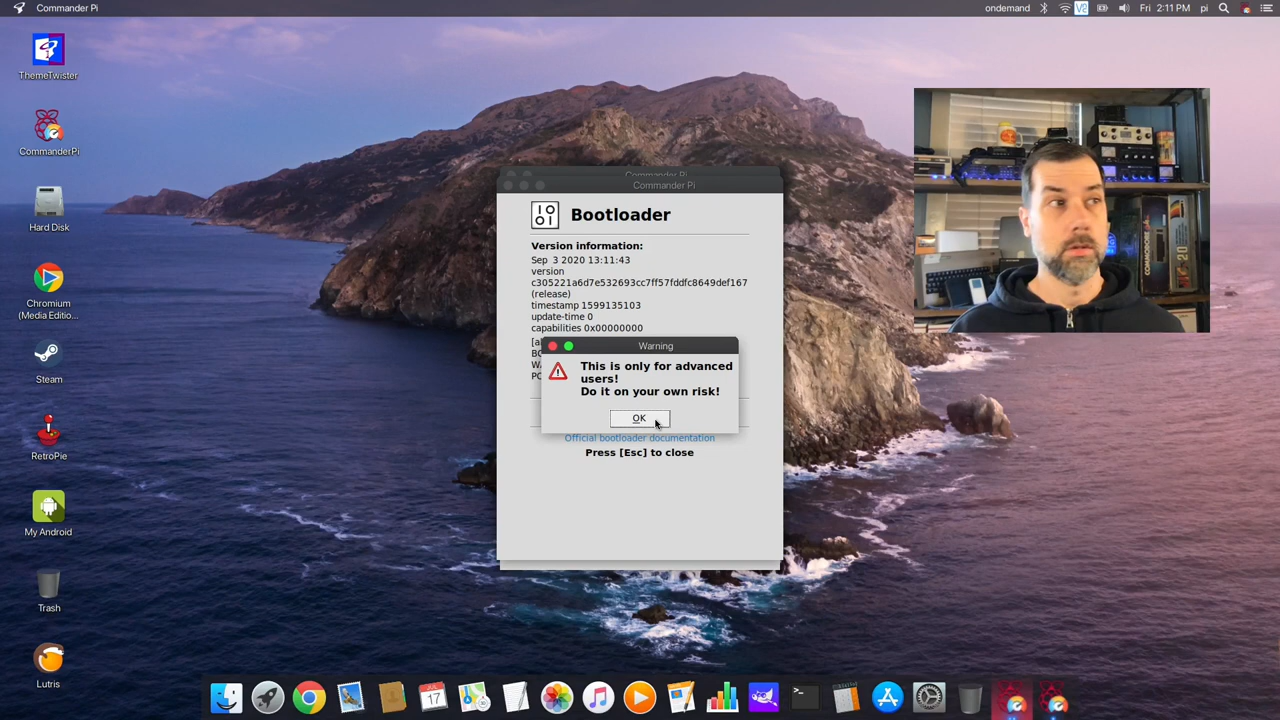 Commander Pi
ondemand
V2
Fri 2:11 PM
pi
ThemeTwister
CommanderPi
Hard Disk
Chromium
(Media Editio...
Steam
RetroPie
My Android
Trash
Lutris
Commander Pi
Commander Pi
Bootloader
Version information:
Sep 3 2020 13:11:43
version
c305221a6d7e532693cc7ff57fddfc8649def167
(release)
timestamp 1599135103
update-time 0
capabilities 0x00000000
Warning
This is only for advanced
users!
Do it on your own risk!
OK
Official bootloader documentation
Press [Esc] to close
17